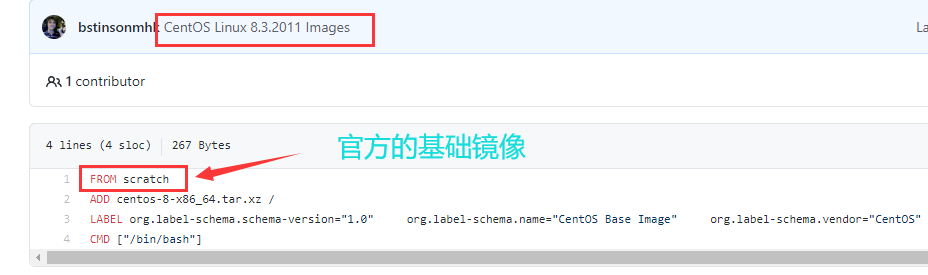 bstinsonmhk CentOS Linux 8.3.2011 Images
1 contributor
4 lines (4 sloc) 267 Bytes
官方的基础镜像
1 FROM scratch
2 ADD centos-8-x86_64.tar.xz /
3 LABEL org.label-schema.schema-version="1.0" org.label-schema.name="CentOS Base Image" org.label-schema.vendor="CentOS"
4 CMD ["/bin/bash"]